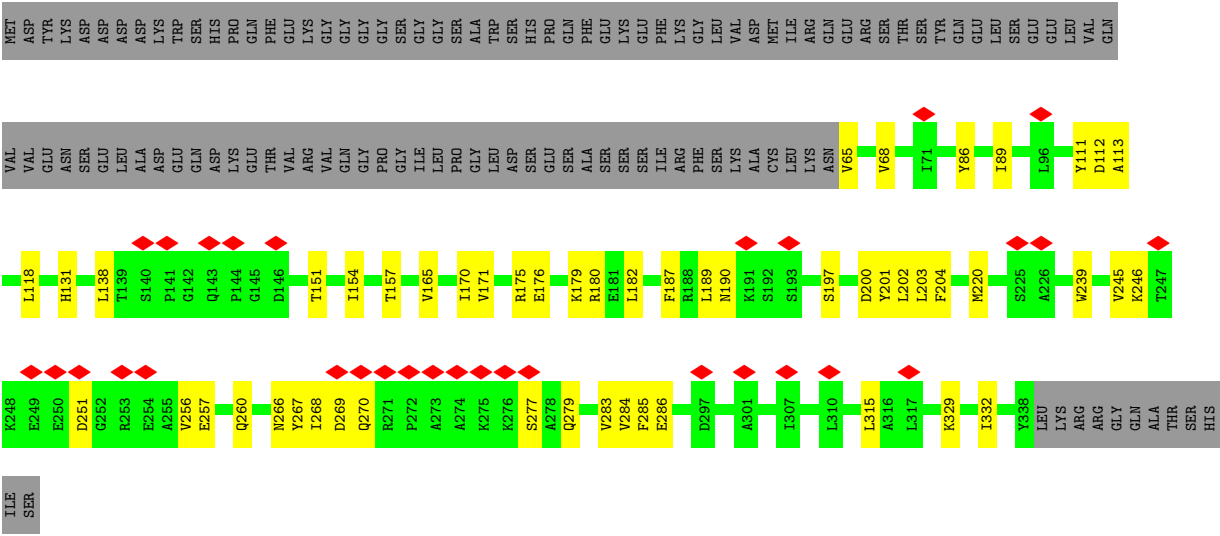 MET ASP TYR LYS ASP ASP ASP ASP LYS TRP SER HIS PRO GLN PHE GLU LYS GLY GLY GLY GLY SER GLY GLY SER ALA TRP SER HIS PRO GLN PHE GLU LYS GLU PHE LYS GLY LEU VAL ASP MET ILE ARG GLN GLU ARG SER THR SER TYR GLN GLU LEU SER GLU GLU LEU VAL GLN
VAL VAL GLU ASN SER GLU LEU ALA ASP GLU GLN ASP LYS GLU THR VAL ARG VAL GLN GLY PRO GLY ILE LEU PRO GLY LEU ASP SER GLU SER ALA SER SER SER ILE ARG PHE SER LYS ALA CYS LEU LYS ASN V65 V68 I71 Y86 I89 L96 Y111 D112 A113
L118 H131 L138 T139 S140 P141 G142 Q143 P144 G145 D146 T151 I154 T157 V165 I170 V171 R175 E176 K179 R180 E181 L182 F187 R188 L189 N190 K191 S192 S193 S197 D200 Y201 L202 L203 F204 M220 S225 A226 W239 V245 K246 T247
K248 E249 E250 D251 G252 R253 E254 A255 V256 E257 Q260 N266 Y267 I268 D269 Q270 R271 P272 A273 A274 K275 K276 S277 A278 Q279 V283 V284 F285 E286 D297 A301 I307 L310 L315 A316 L317 K329 I332 Y338 LEU LYS ARG ARG GLY GLN ALA THR SER HIS
ILE SER